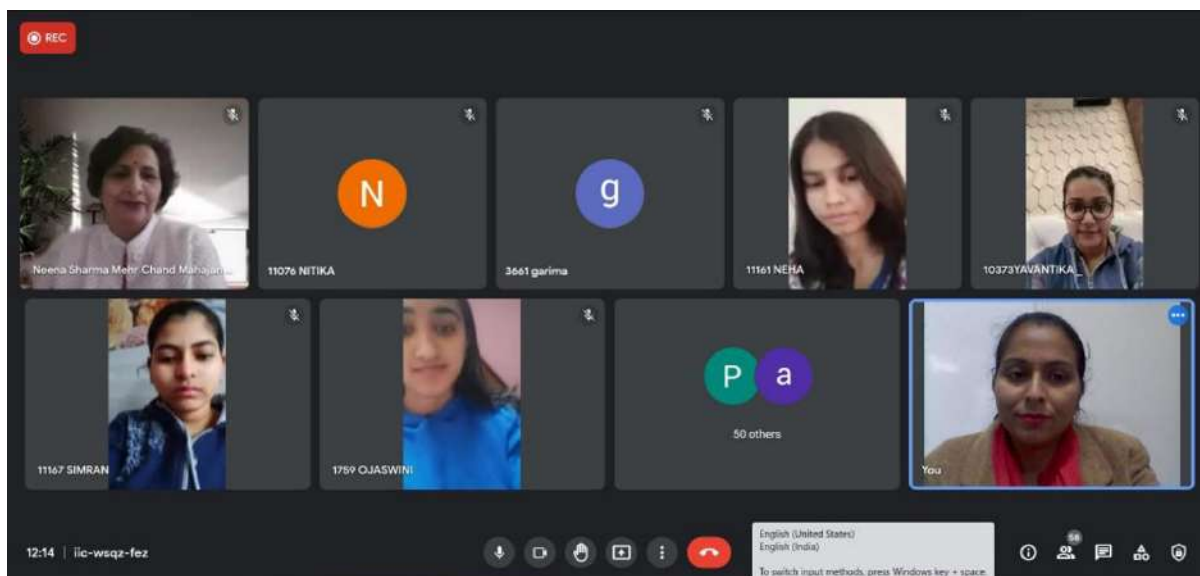 REC
Neena Sharma Mehr Chand Mahajan
N
11076 NITIKA
g
3661 garima
11161 NEHA
10373YAVANTIKA_
11167 SIMRAN
1759 OJASWINI
P a
50 others
You
12:14 | iic-wsqz-fez
English (United States)
English (India)
To switch input methods, press Windows key + space.
58